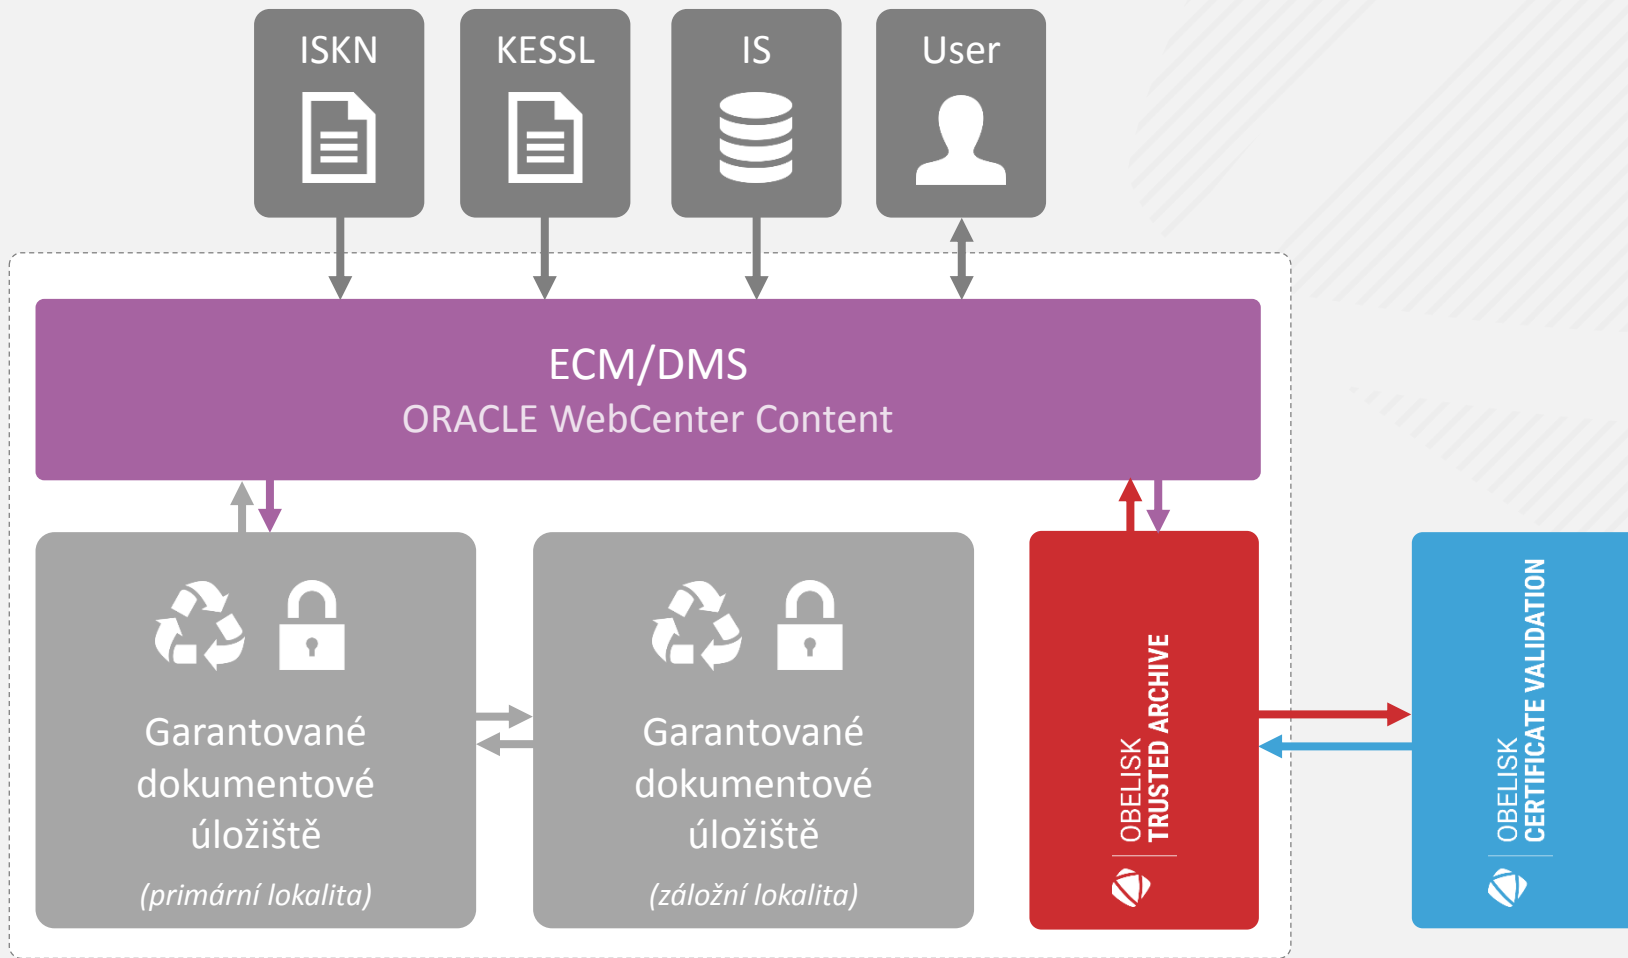 ISKN
KESSL
IS
User
ECM/DMS
ORACLE WebCenter Content
Garantované
dokumentové
úložiště
(primární lokalita)
Garantované
dokumentové
úložiště
(záložní lokalita)
OBELISK
TRUSTED ARCHIVE
OBELISK
CERTIFICATE VALIDATION